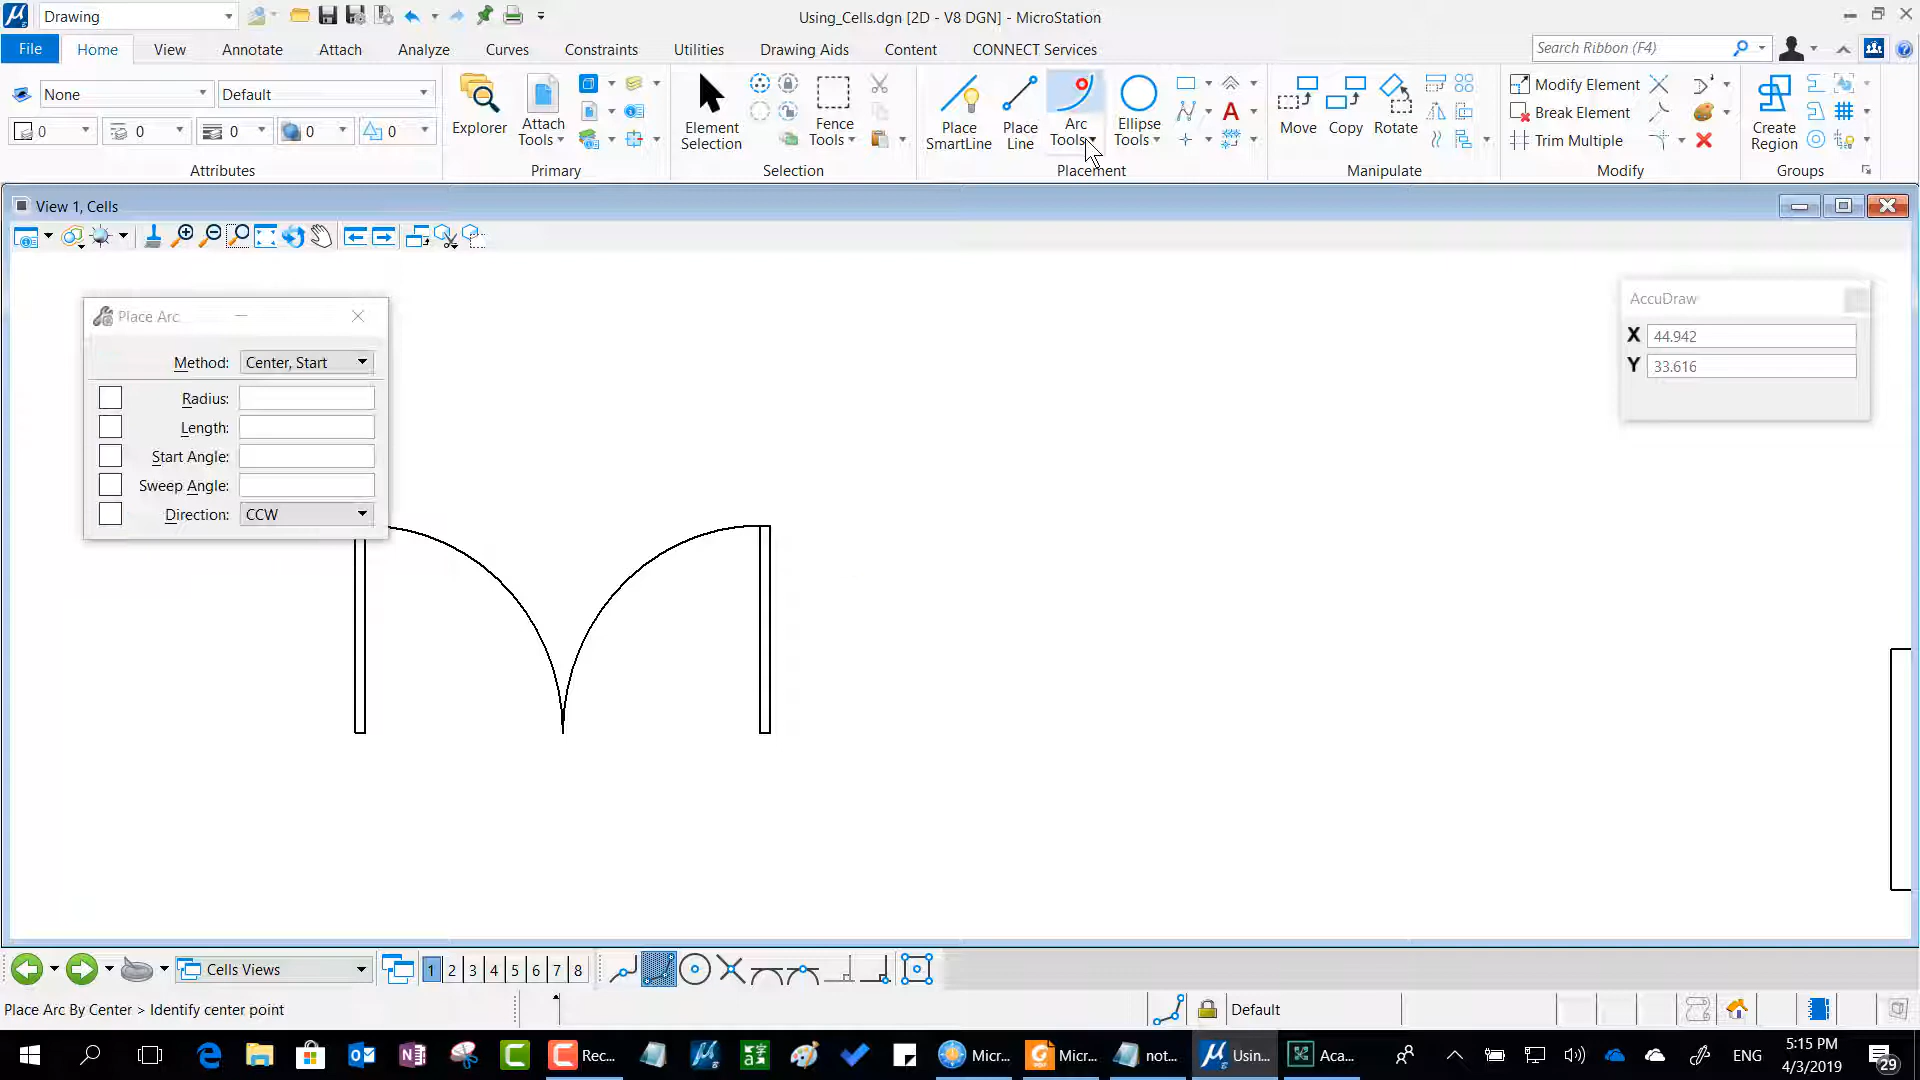 Drawing
Using_Cells.dgn [2D - V8 DGN] - MicroStation
File Home View Annotate Attach Analyze Curves Constraints Utilities Drawing Aids Content CONNECT Services
Search Ribbon (F4)
None
Default
0 0 0 0 0
Attributes
Explorer
Attach Tools
Primary
Element Selection
Fence Tools
Selection
Place SmartLine
Place Line
Arc Tools
Ellipse Tools
A
Placement
Move
Copy
Rotate
Manipulate
Modify Element
Break Element
Trim Multiple
Modify
Create Region
Groups
View 1, Cells
Place Arc
Method: Center, Start
Radius:
Length:
Start Angle:
Sweep Angle:
Direction: CCW
AccuDraw
X 44.942
Y 33.616
Cells Views
1 2 3 4 5 6 7 8
Place Arc By Center > Identify center point
Default
Rec...
Micr...
Micr...
not...
Usin...
Aca...
ENG
5:15 PM
4/3/2019
29